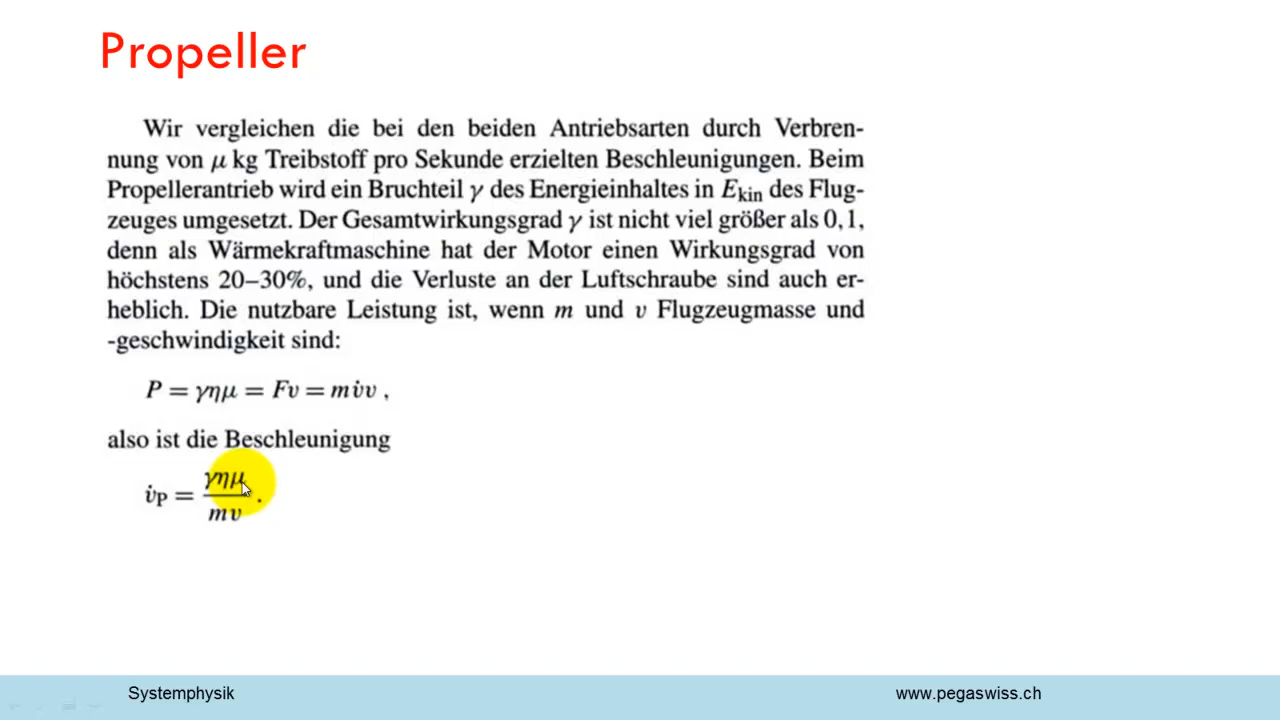 Propeller
Wir vergleichen die bei den beiden Antriebsarten durch Verbren-
nung von μ kg Treibstoff pro Sekunde erzielten Beschleunigungen. Beim
Propellerantrieb wird ein Bruchteil γ des Energieinhaltes in E_kin des Flug-
zeuges umgesetzt. Der Gesamtwirkungsgrad γ ist nicht viel größer als 0,1,
denn als Wärmekraftmaschine hat der Motor einen Wirkungsgrad von
höchstens 20–30%, und die Verluste an der Luftschraube sind auch er-
heblich. Die nutzbare Leistung ist, wenn m und v Flugzeugmasse und
-geschwindigkeit sind:
P = γημ = Fv = mv̇v ,
also ist die Beschleunigung
v̇_P = γημ / mv .
Systemphysik www.pegaswiss.ch